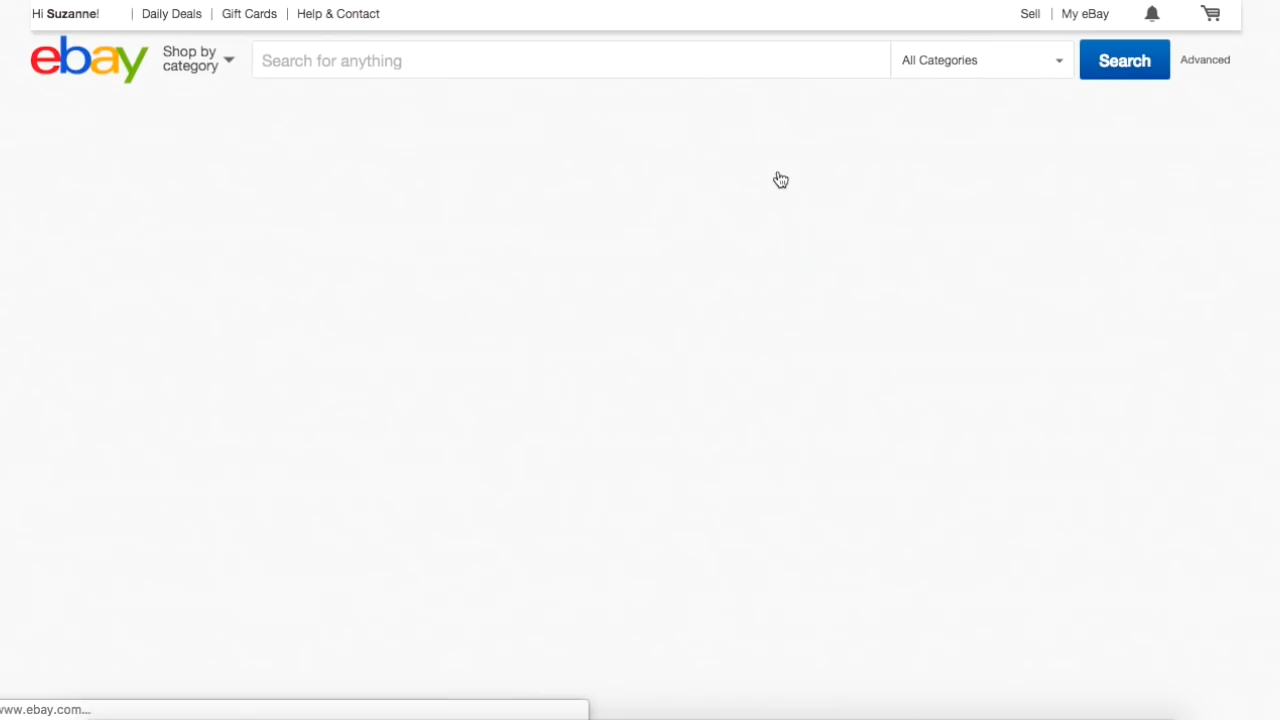 Hi Suzanne! | Daily Deals | Gift Cards | Help & Contact Sell | My eBay
ebay Shop by category Search for anything All Categories Search Advanced
www.ebay.com...